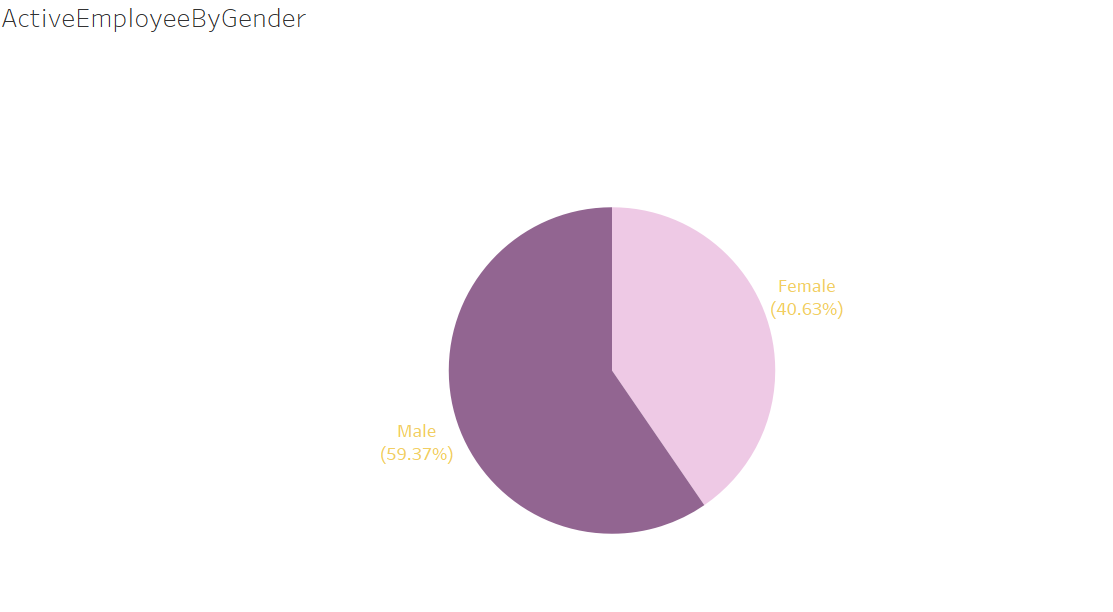 ActiveEmployeeByGender
Female
(40.63%)
Male
(59.37%)